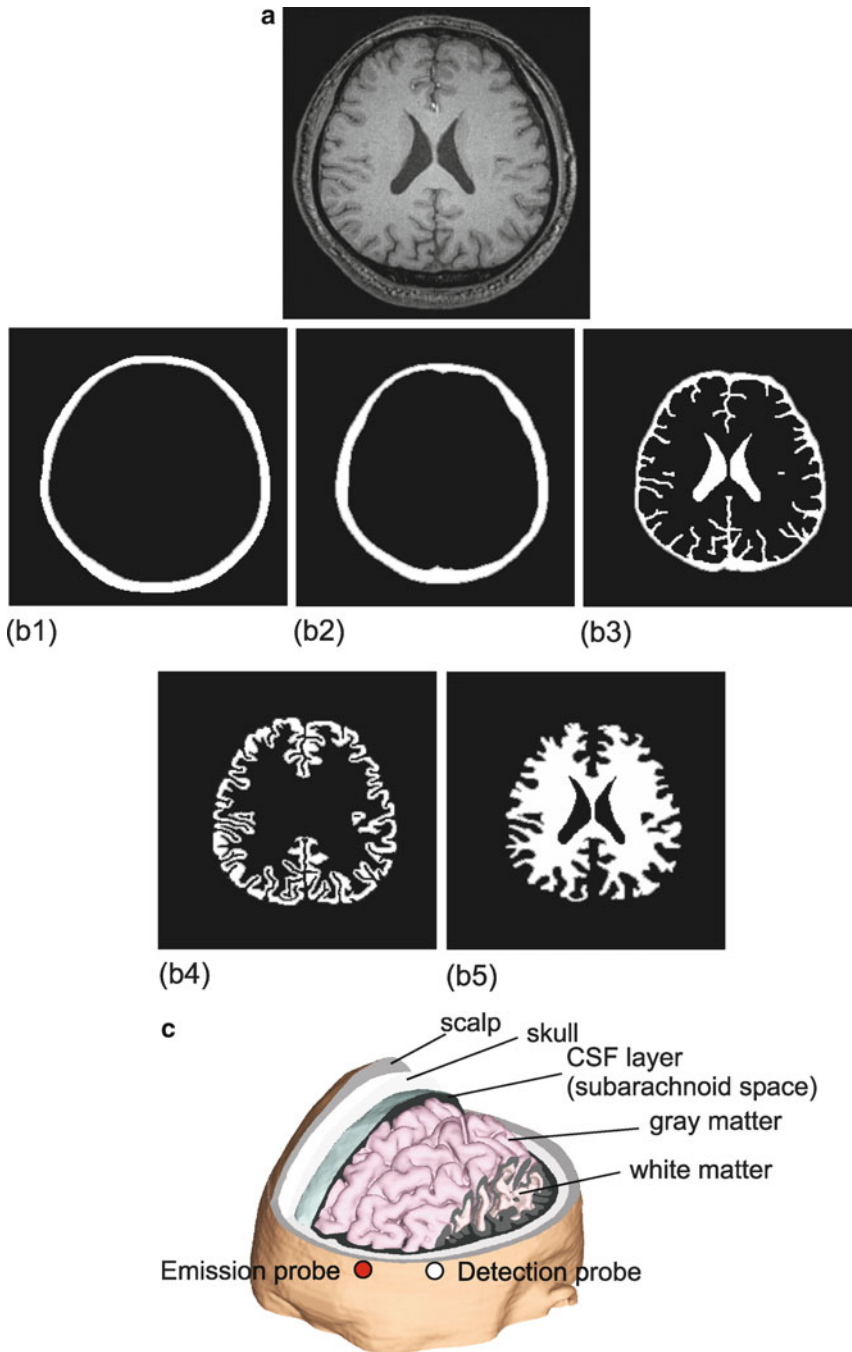 a
(b1)
(b2)
(b3)
(b4)
(b5)
c
scalp
skull
CSF layer
(subarachnoid space)
gray matter
white matter
Emission probe
Detection probe